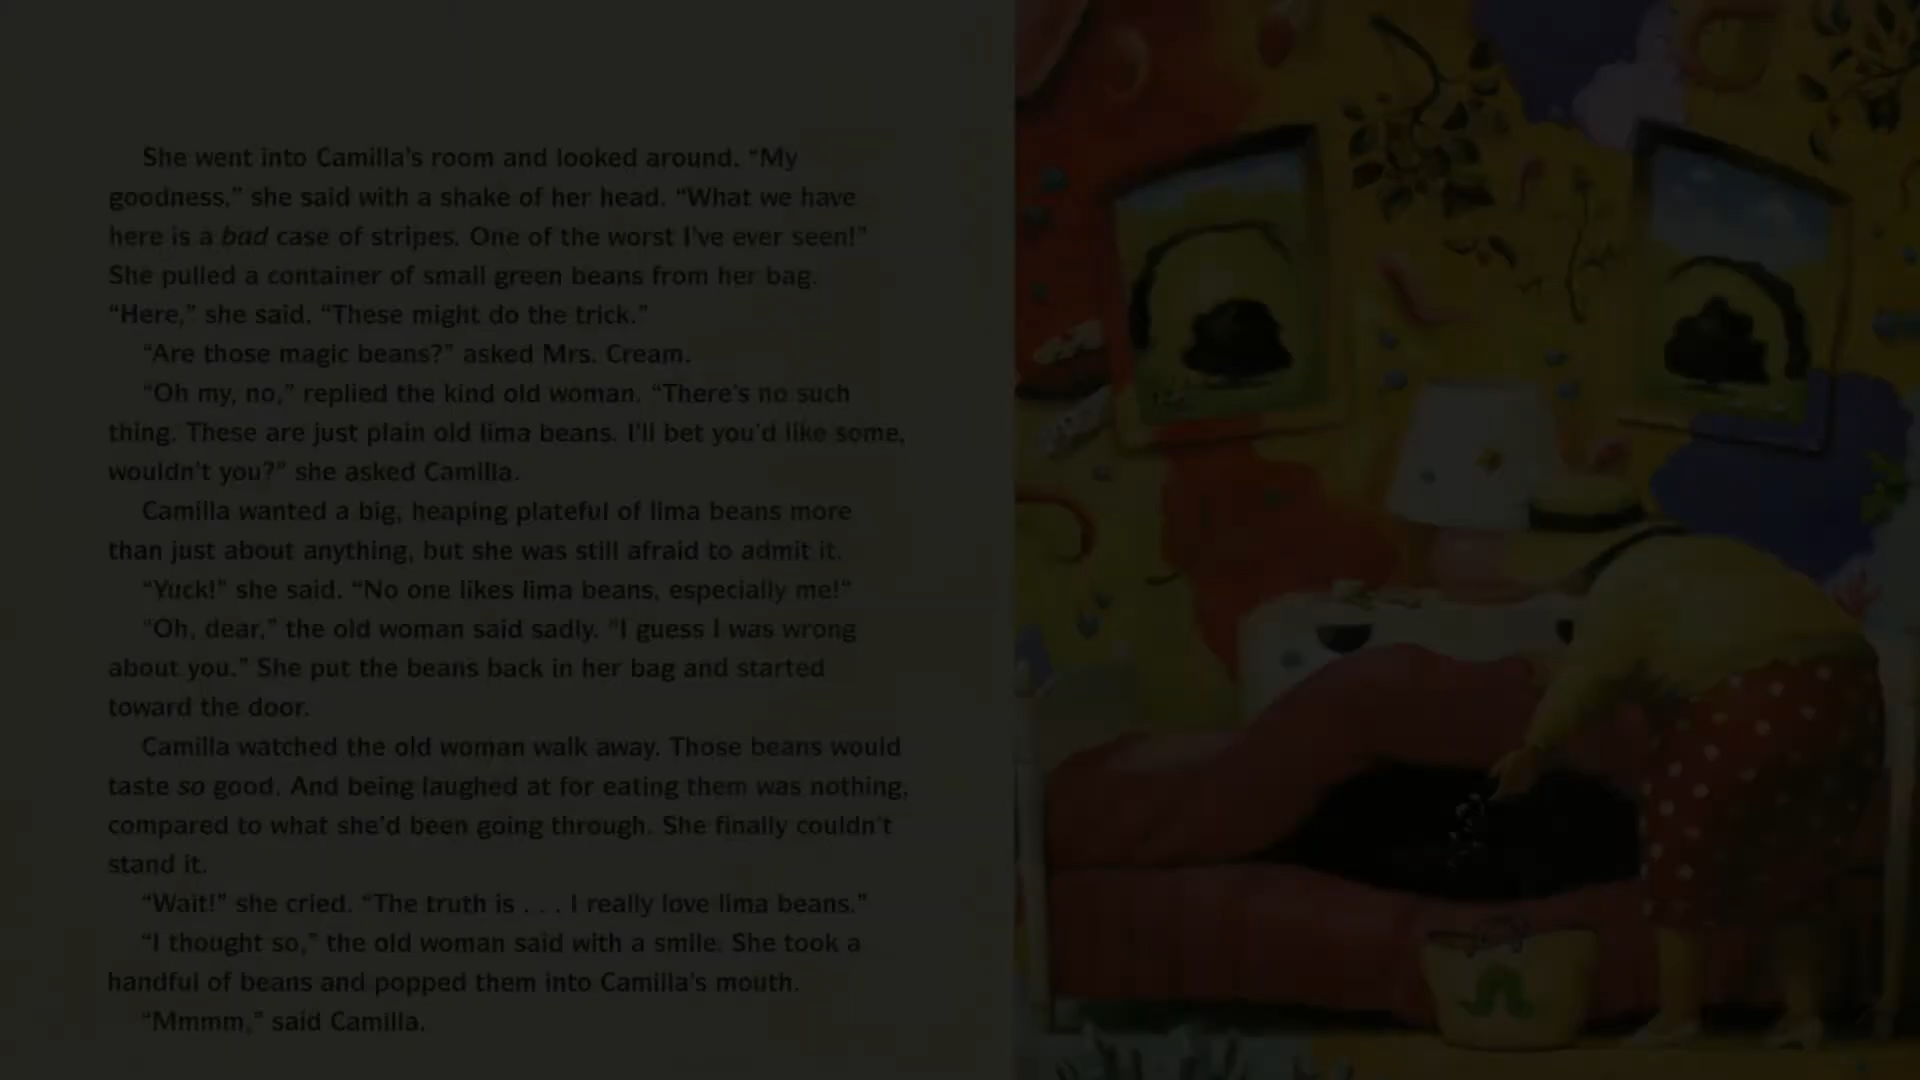 She went into Camilla's room and looked around. “My
goodness,” she said with a shake of her head. “What we have
here is a bad case of stripes. One of the worst I've ever seen!”
She pulled a container of small green beans from her bag.
“Here,” she said. “These might do the trick.”
“Are those magic beans?” asked Mrs. Cream.
“Oh my, no,” replied the kind old woman. “There's no such
thing. These are just plain old lima beans. I'll bet you'd like some,
wouldn't you?” she asked Camilla.
Camilla wanted a big, heaping plateful of lima beans more
than just about anything, but she was still afraid to admit it.
“Yuck!” she said. “No one likes lima beans, especially me!”
“Oh, dear,” the old woman said sadly. “I guess I was wrong
about you.” She put the beans back in her bag and started
toward the door.
Camilla watched the old woman walk away. Those beans would
taste so good. And being laughed at for eating them was nothing,
compared to what she'd been going through. She finally couldn't
stand it.
“Wait!” she cried. “The truth is . . . I really love lima beans.”
“I thought so,” the old woman said with a smile. She took a
handful of beans and popped them into Camilla's mouth.
“Mmmm,” said Camilla.